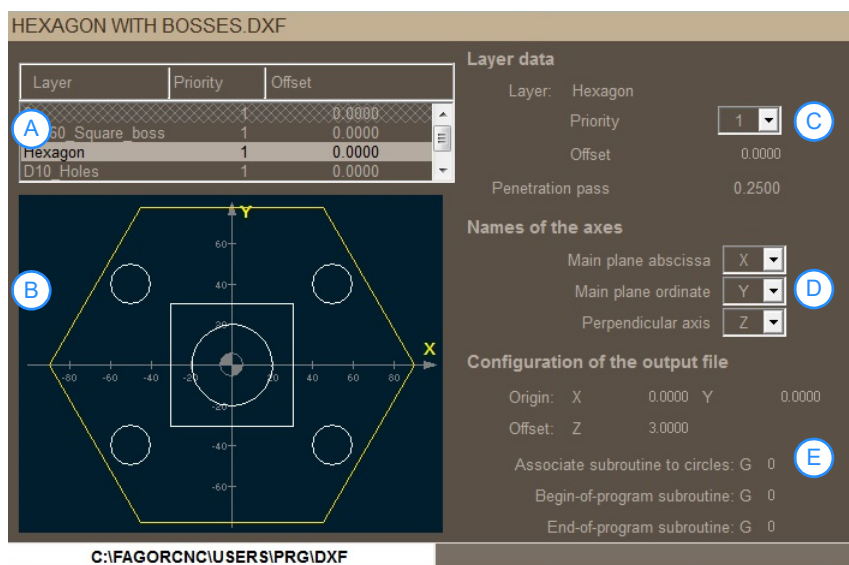 HEXAGON WITH BOSSES.DXF
Layer Priority Offset
1 0.0000
60_Square_boss 1 0.0000
Hexagon 1 0.0000
D10_Holes 1 0.0000
A
B
Y
X
60
40
20
-20
-40
-60
-80 -60 -40 -20 40 60 80
C:\FAGORCNC\USERS\PRG\DXF
Layer data
Layer: Hexagon
Priority 1
C
Offset 0.0000
Penetration pass 0.2500
Names of the axes
Main plane abscissa X
Main plane ordinate Y
D
Perpendicular axis Z
Configuration of the output file
Origin: X 0.0000 Y 0.0000
Offset: Z 3.0000
Associate subroutine to circles: G 0
E
Begin-of-program subroutine: G 0
End-of-program subroutine: G 0